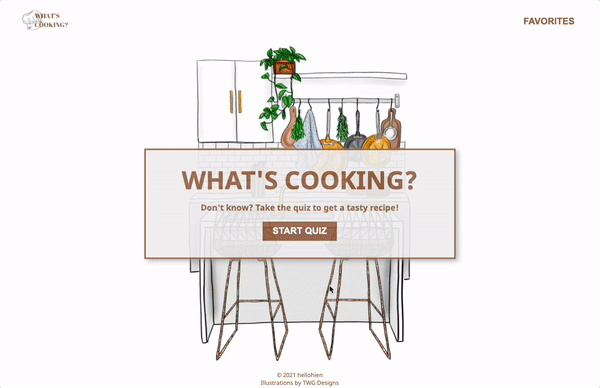 WHAT'S
COOKING?
FAVORITES
WHAT'S COOKING?
Don't know? Take the quiz to get a tasty recipe!
START QUIZ
© 2021 hellohien
Illustrations by TWG Designs